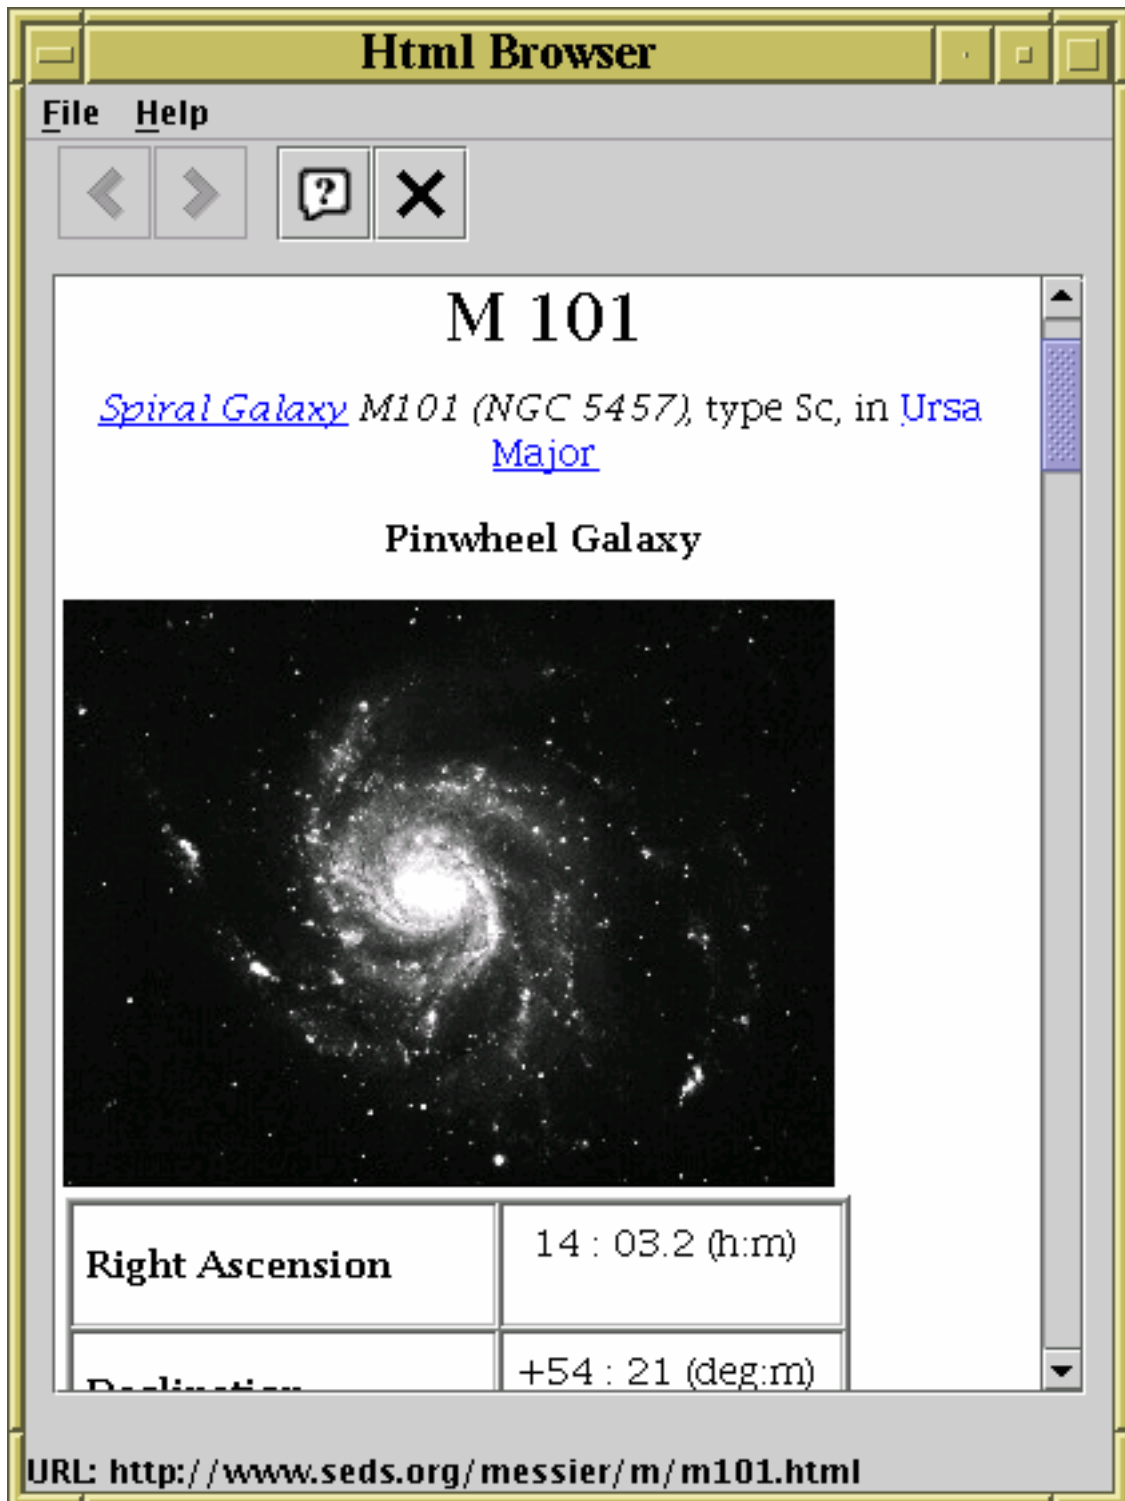 Html Browser
File Help
M 101
Spiral Galaxy M101 (NGC 5457), type Sc, in Ursa
Major
Pinwheel Galaxy
Right Ascension 14 : 03.2 (h:m)
Declination +54 : 21 (deg:m)
URL: http://www.seds.org/messier/m/m101.html